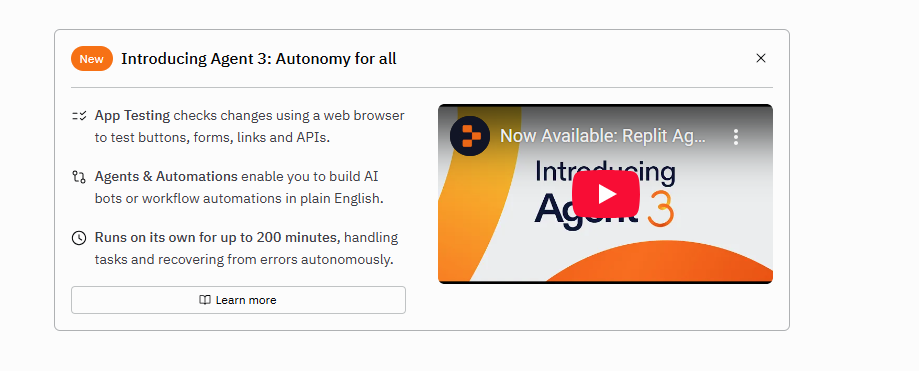 New Introducing Agent 3: Autonomy for all
App Testing checks changes using a web browser
to test buttons, forms, links and APIs.
Agents & Automations enable you to build AI
bots or workflow automations in plain English.
Runs on its own for up to 200 minutes, handling
tasks and recovering from errors autonomously.
Learn more
Now Available: Replit Ag...
Introducing
Agent 3